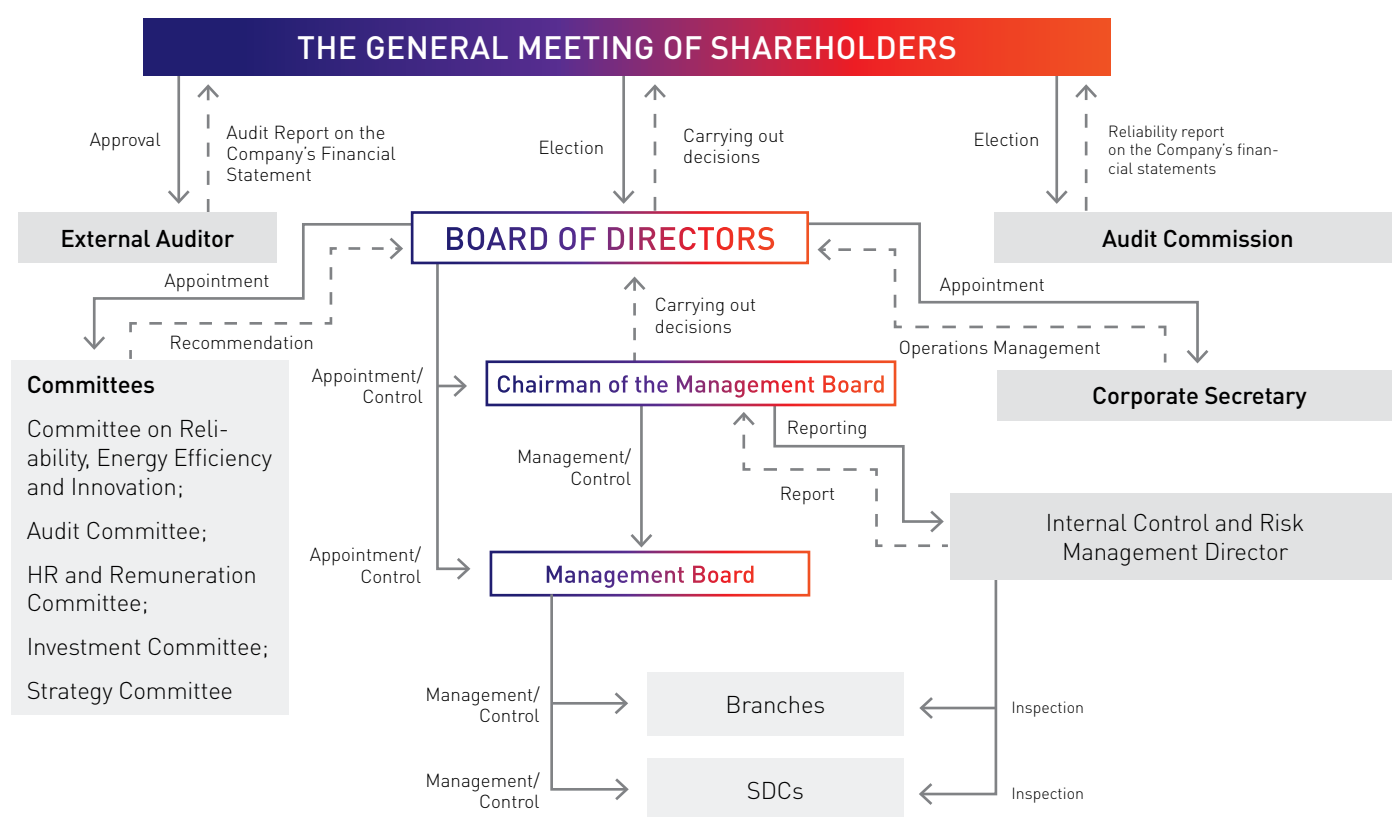 THE GENERAL MEETING OF SHAREHOLDERS
Approval
Audit Report on the
Company's Financial
Statement
Election
Carrying out
decisions
Election
Reliability report
on the Company's finan-
cial statements
External Auditor
BOARD OF DIRECTORS
Audit Commission
Appointment
Recommendation
Carrying out
decisions
Appointment
Operations Management
Committees
Committee on Reli-
ability, Energy Efficiency
and Innovation;
Audit Committee;
HR and Remuneration
Committee;
Investment Committee;
Strategy Committee
Appointment/
Control
Chairman of the Management Board
Corporate Secretary
Management/
Control
Reporting
Report
Internal Control and Risk
Management Director
Appointment/
Control
Management Board
Management/
Control
Branches
Inspection
Management/
Control
SDCs
Inspection